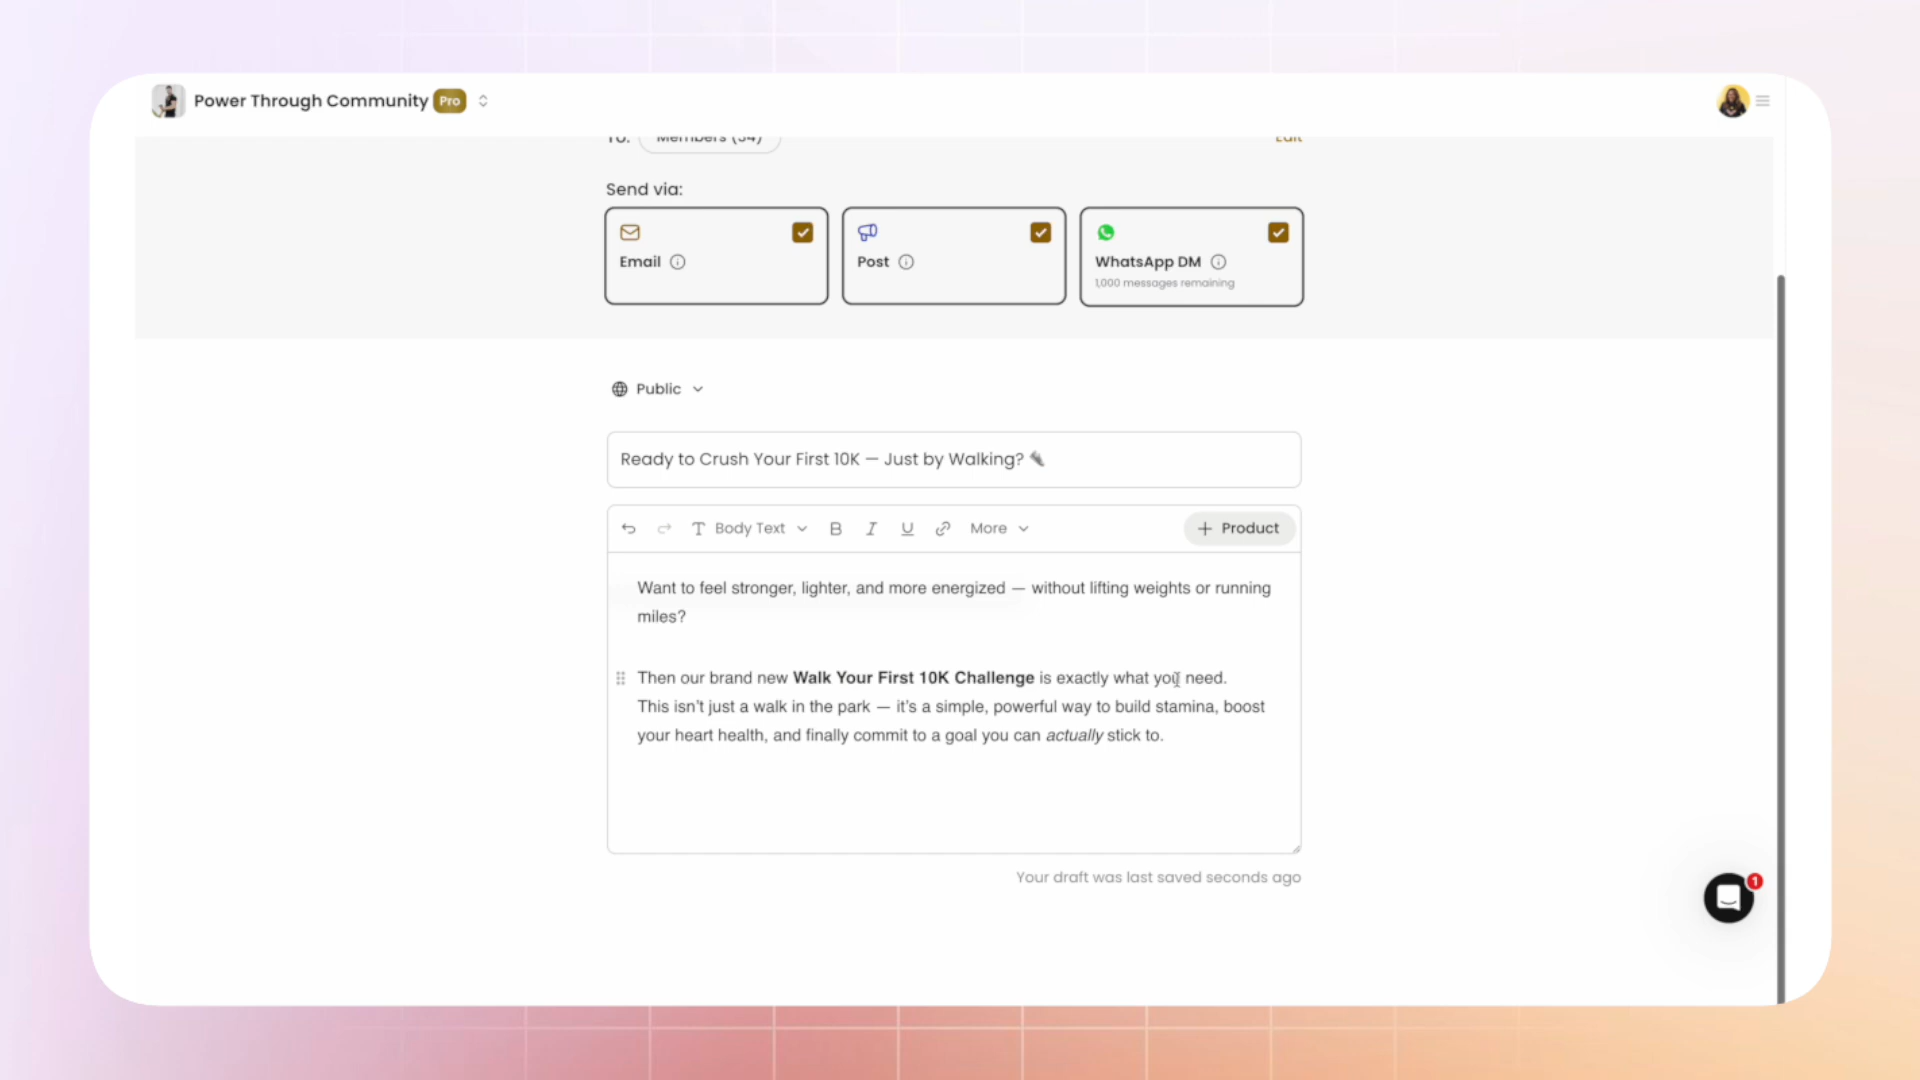 Power Through Community Pro
To: Members (34) Edit
Send via:
Email
Post
WhatsApp DM
1,000 messages remaining
Public
Ready to Crush Your First 10K — Just by Walking?
Body Text B I U More + Product
Want to feel stronger, lighter, and more energized — without lifting weights or running
miles?
Then our brand new Walk Your First 10K Challenge is exactly what you need.
This isn't just a walk in the park — it's a simple, powerful way to build stamina, boost
your heart health, and finally commit to a goal you can actually stick to.
Your draft was last saved seconds ago
1